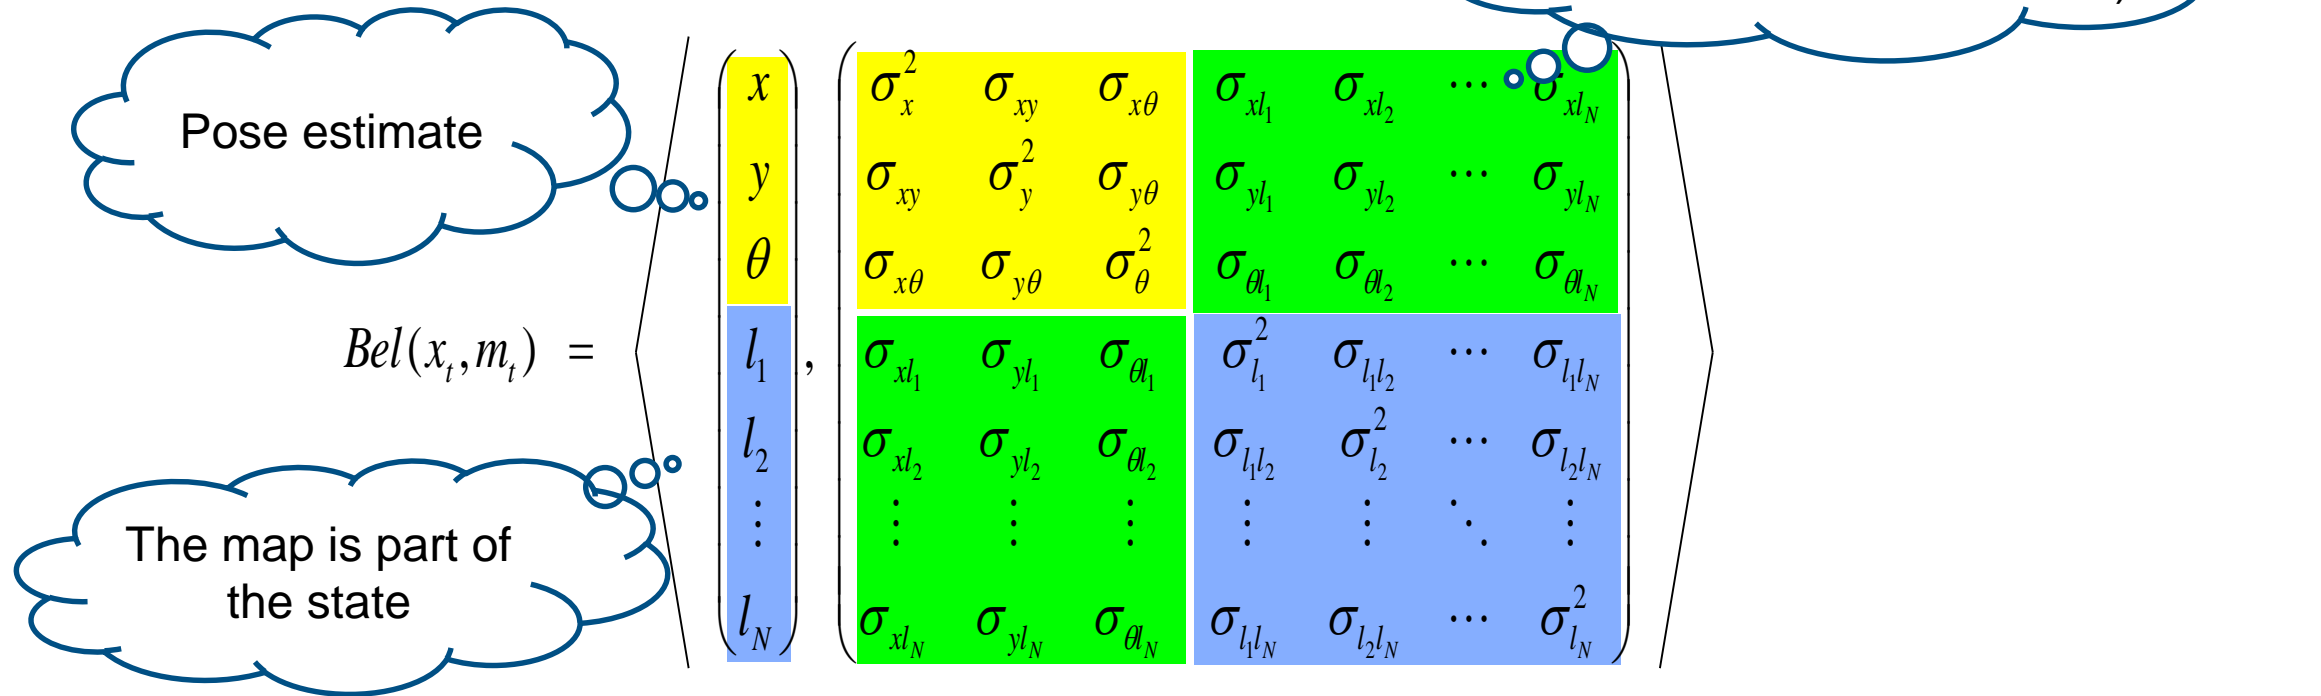 Pose estimate
The map is part of
the state
Bel(x_t, m_t) = ⟨
( x
y
θ
l_1
l_2
⋮
l_N ) ,
( σ_x^2 σ_xy σ_xθ σ_xl_1 σ_xl_2 ⋯ σ_xl_N
σ_xy σ_y^2 σ_yθ σ_yl_1 σ_yl_2 ⋯ σ_yl_N
σ_xθ σ_yθ σ_θ^2 σ_θl_1 σ_θl_2 ⋯ σ_θl_N
σ_xl_1 σ_yl_1 σ_θl_1 σ_l_1^2 σ_l_1l_2 ⋯ σ_l_1l_N
σ_xl_2 σ_yl_2 σ_θl_2 σ_l_1l_2 σ_l_2^2 ⋯ σ_l_2l_N
⋮ ⋮ ⋮ ⋮ ⋮ ⋱ ⋮
σ_xl_N σ_yl_N σ_θl_N σ_l_1l_N σ_l_2l_N ⋯ σ_l_N^2 ) ⟩